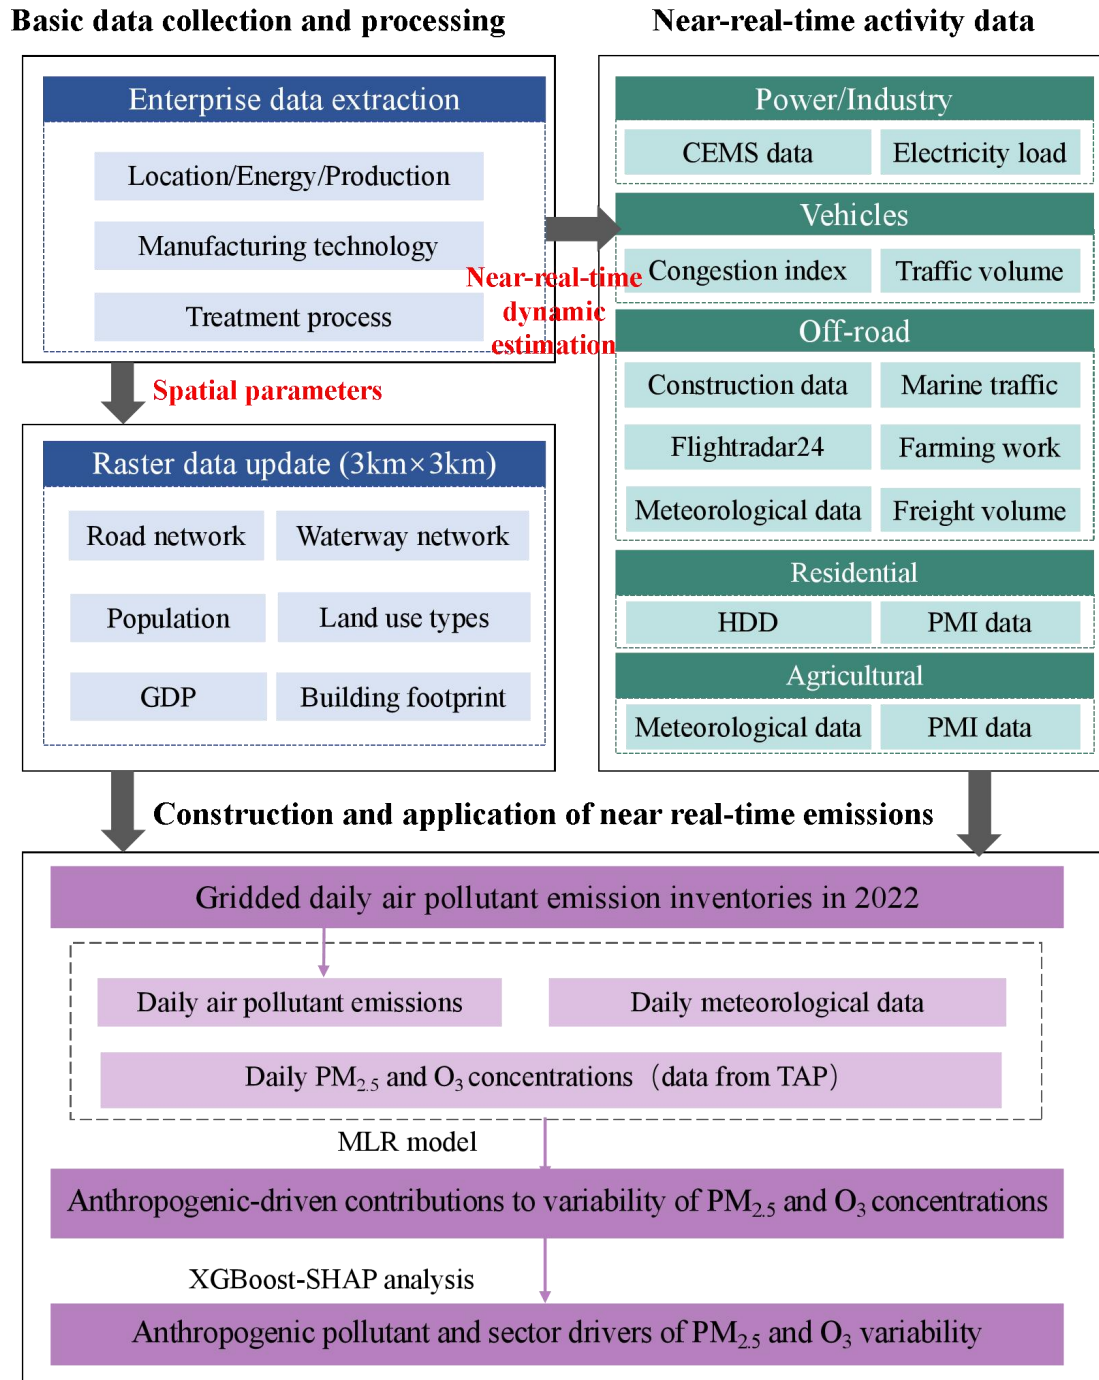 Basic data collection and processing
Enterprise data extraction
Location/Energy/Production
Manufacturing technology
Treatment process
Near-real-time
dynamic
estimation
Spatial parameters
Raster data update (3km×3km)
Road network
Waterway network
Population
Land use types
GDP
Building footprint
Near-real-time activity data
Power/Industry
CEMS data
Electricity load
Vehicles
Congestion index
Traffic volume
Off-road
Construction data
Marine traffic
Flightradar24
Farming work
Meteorological data
Freight volume
Residential
HDD
PMI data
Agricultural
Meteorological data
PMI data
Construction and application of near real-time emissions
Gridded daily air pollutant emission inventories in 2022
Daily air pollutant emissions
Daily meteorological data
Daily PM2.5 and O3 concentrations（data from TAP）
MLR model
Anthropogenic-driven contributions to variability of PM2.5 and O3 concentrations
XGBoost-SHAP analysis
Anthropogenic pollutant and sector drivers of PM2.5 and O3 variability